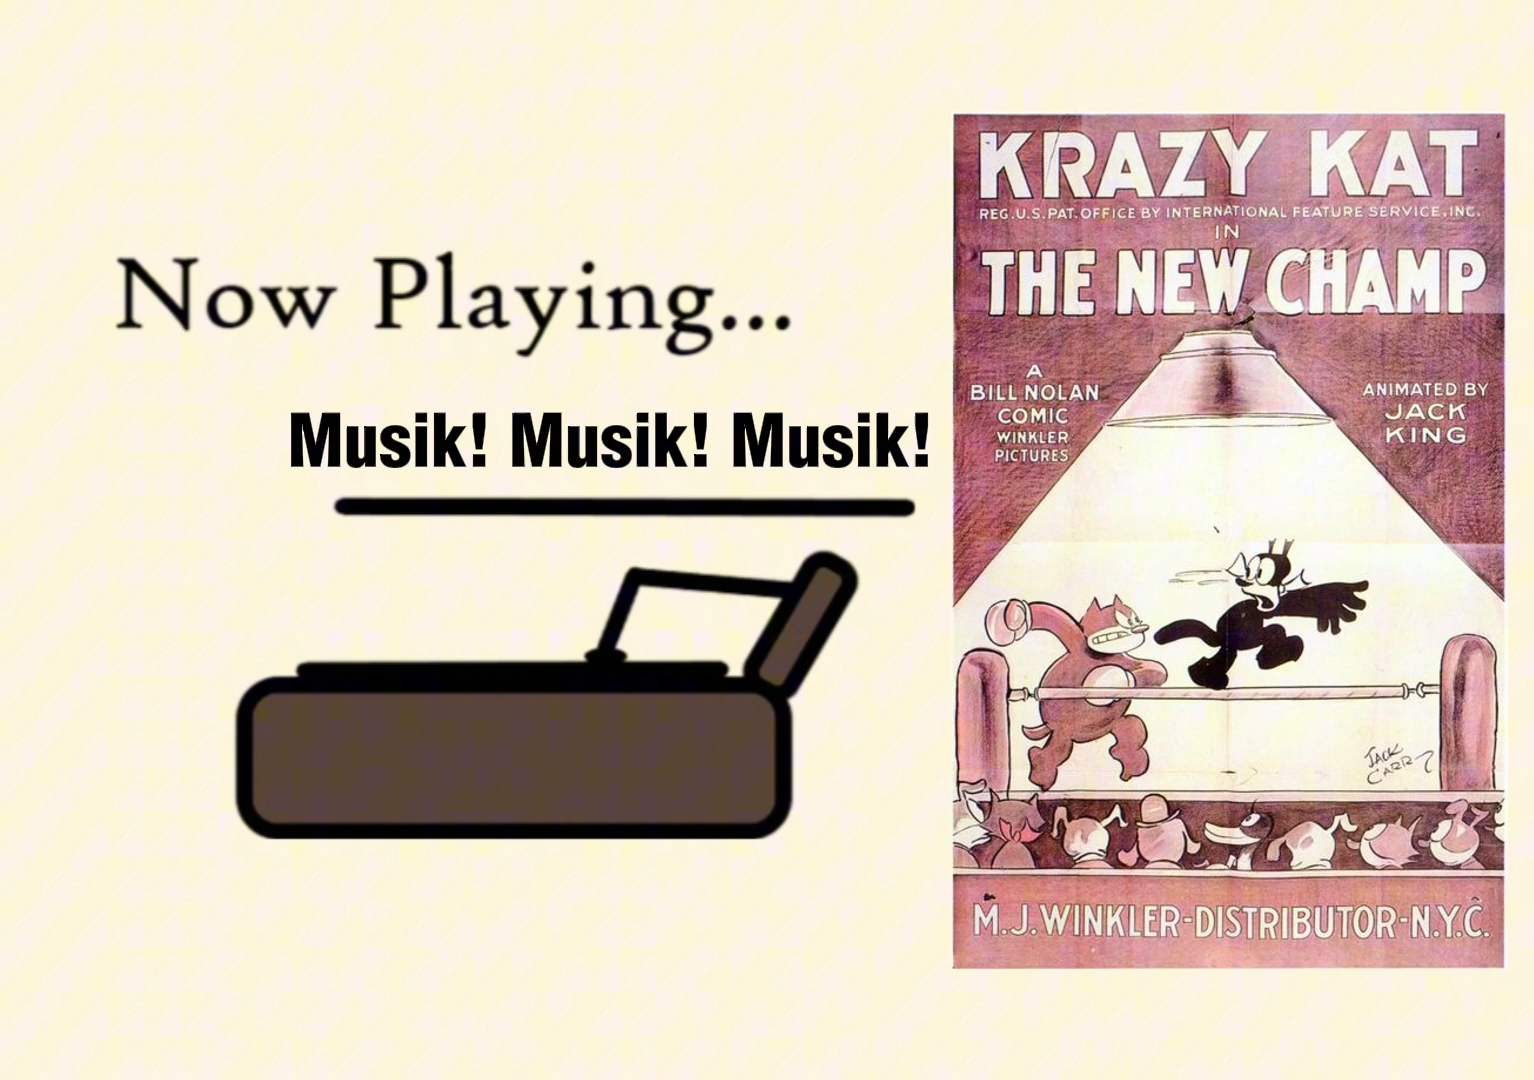 Now Playing...
Musik! Musik! Musik!
KRAZY KAT
REG.U.S.PAT.OFFICE BY INTERNATIONAL FEATURE SERVICE, INC.
IN
THE NEW CHAMP
A
BILL NOLAN
COMIC
WINKLER
PICTURES
ANIMATED BY
JACK
KING
JACK
CARR
M.J.WINKLER-DISTRIBUTOR-N.Y.C.